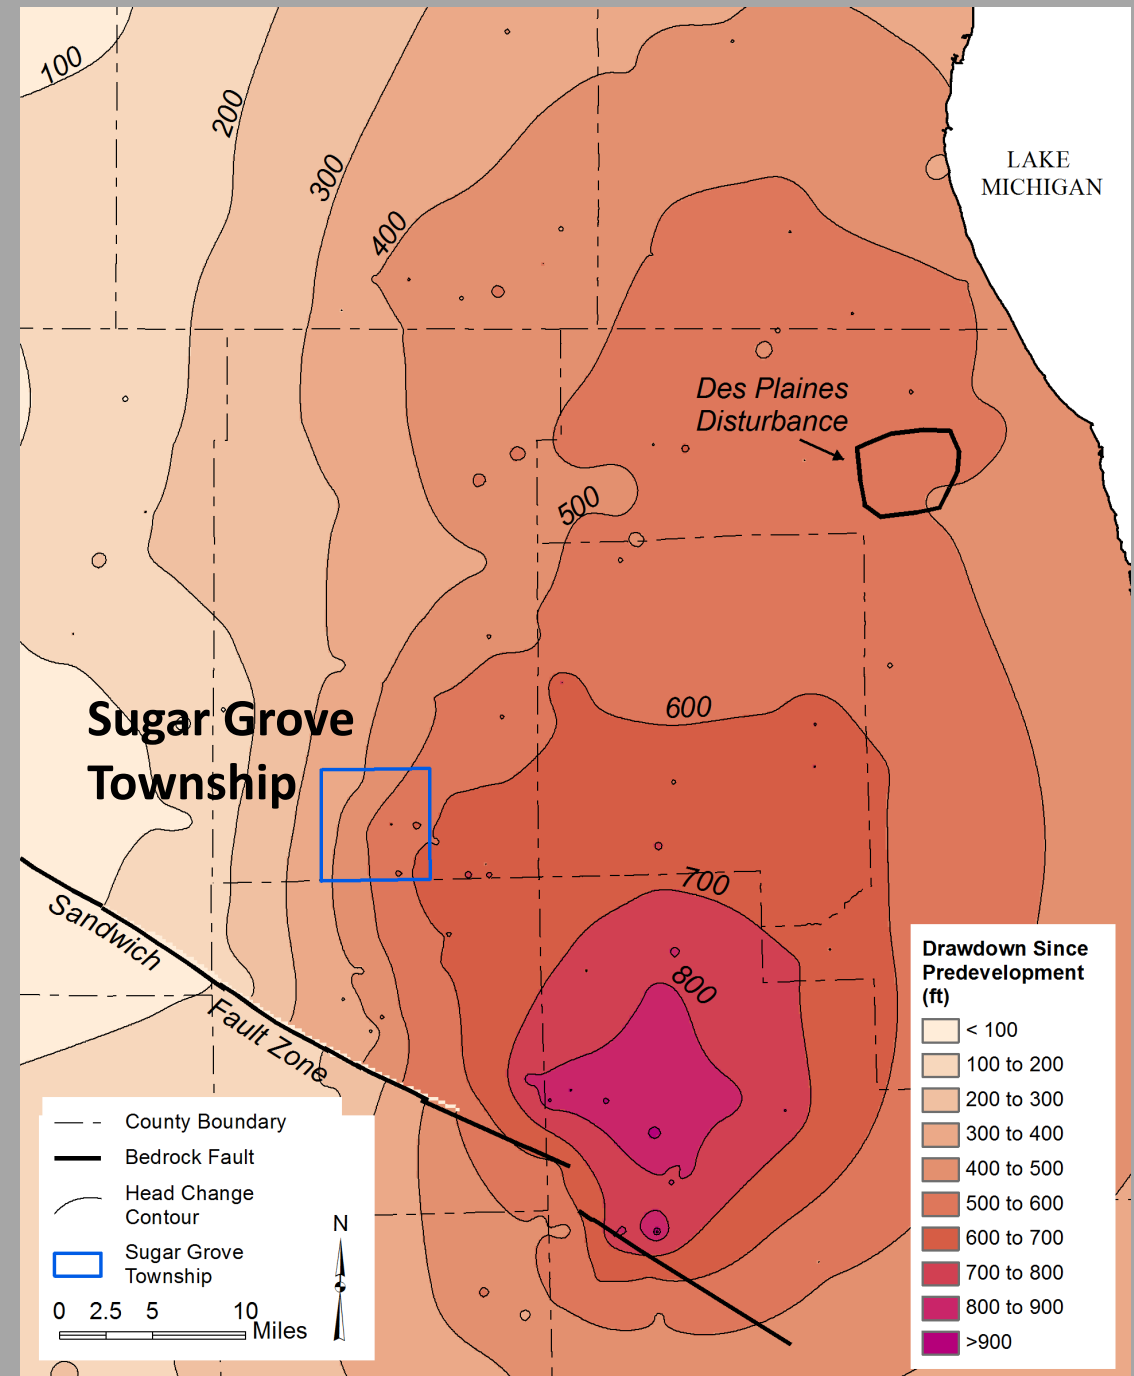 100
200
300
400
LAKE
MICHIGAN
Des Plaines
Disturbance
500
600
Sugar Grove
Township
700
800
Sandwich
Fault Zone
Drawdown Since
Predevelopment
(ft)
< 100
100 to 200
200 to 300
300 to 400
400 to 500
500 to 600
600 to 700
700 to 800
800 to 900
>900
County Boundary
Bedrock Fault
Head Change
Contour
Sugar Grove
Township
N
0 2.5 5 10
Miles